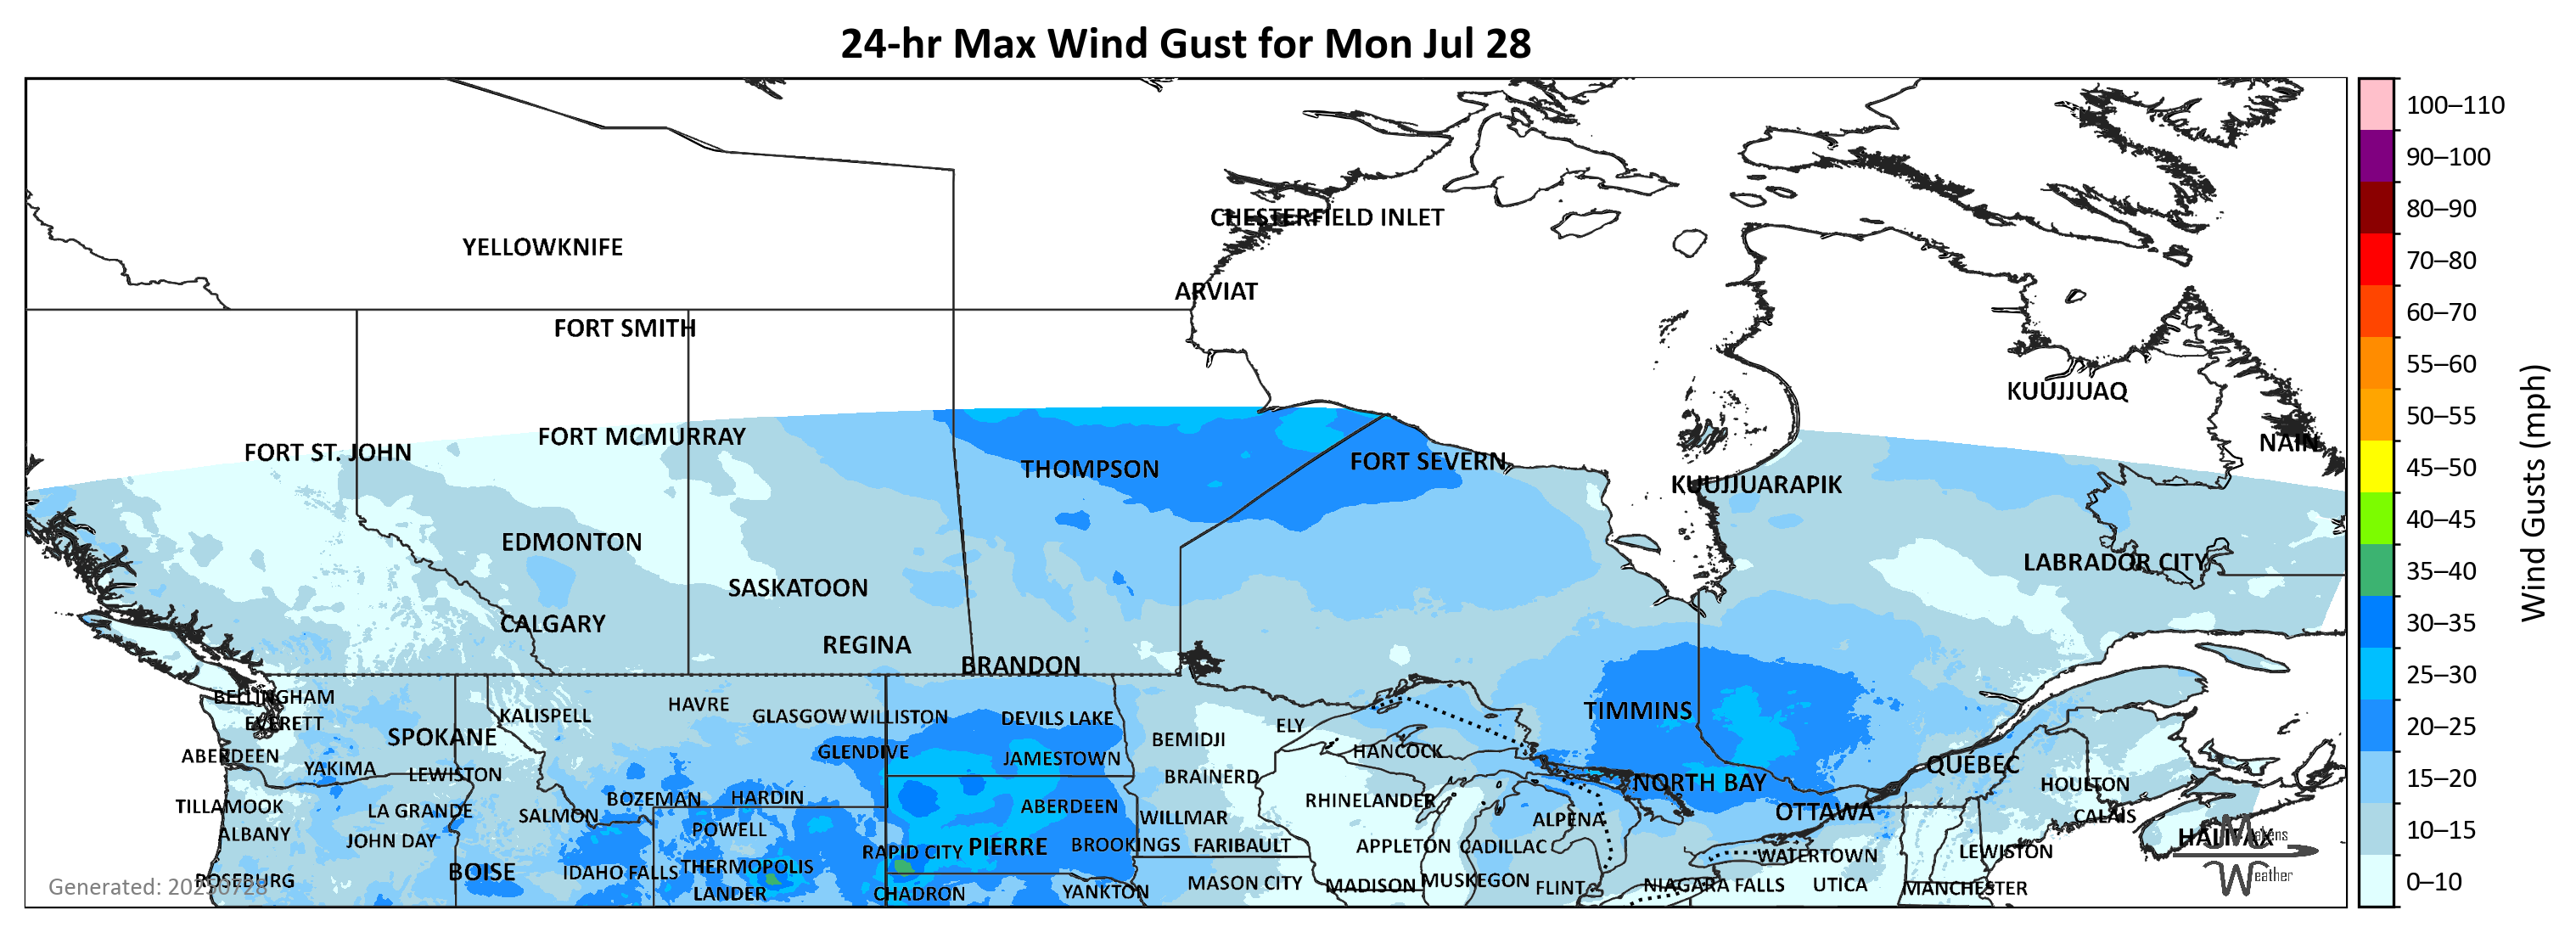 24-hr Max Wind Gust for Mon Jul 28
100–110
90–100
80–90
70–80
60–70
55–60
50–55
45–50
40–45
35–40
30–35
25–30
20–25
15–20
10–15
0–10
Wind Gusts (mph)
CHESTERFIELD INLET
YELLOWKNIFE
ARVIAT
FORT SMITH
KUUJJUAQ
FORT MCMURRAY
NAIN
FORT ST. JOHN
FORT SEVERN
THOMPSON
KUUJJUARAPIK
EDMONTON
LABRADOR CITY
SASKATOON
CALGARY
REGINA
BRANDON
BELLINGHAM
HAVRE
KALISPELL
GLASGOW
WILLISTON
DEVILS LAKE
TIMMINS
EVERETT
ELY
SPOKANE
BEMIDJI
GLENDIVE
HANCOCK
ABERDEEN
JAMESTOWN
QUEBEC
YAKIMA
LEWISTON
BRAINERD
NORTH BAY
HOULTON
BOZEMAN
HARDIN
RHINELANDER
TILLAMOOK
LA GRANDE
ABERDEEN
SALMON
WILLMAR
OTTAWA
CALAIS
ALPENA
ALBANY
POWELL
HALIFAX
JOHN DAY
RAPID CITY
PIERRE
BROOKINGS
FARIBAULT
APPLETON
CADILLAC
WATERTOWN
LEWISTON
BOISE
IDAHO FALLS
THERMOPOLIS
ROSEBURG
MASON CITY
MADISON
MUSKEGON
FLINT
NIAGARA FALLS
UTICA
MANCHESTER
LANDER
CHADRON
YANKTON
Generated: 20250728
Makens
Weather